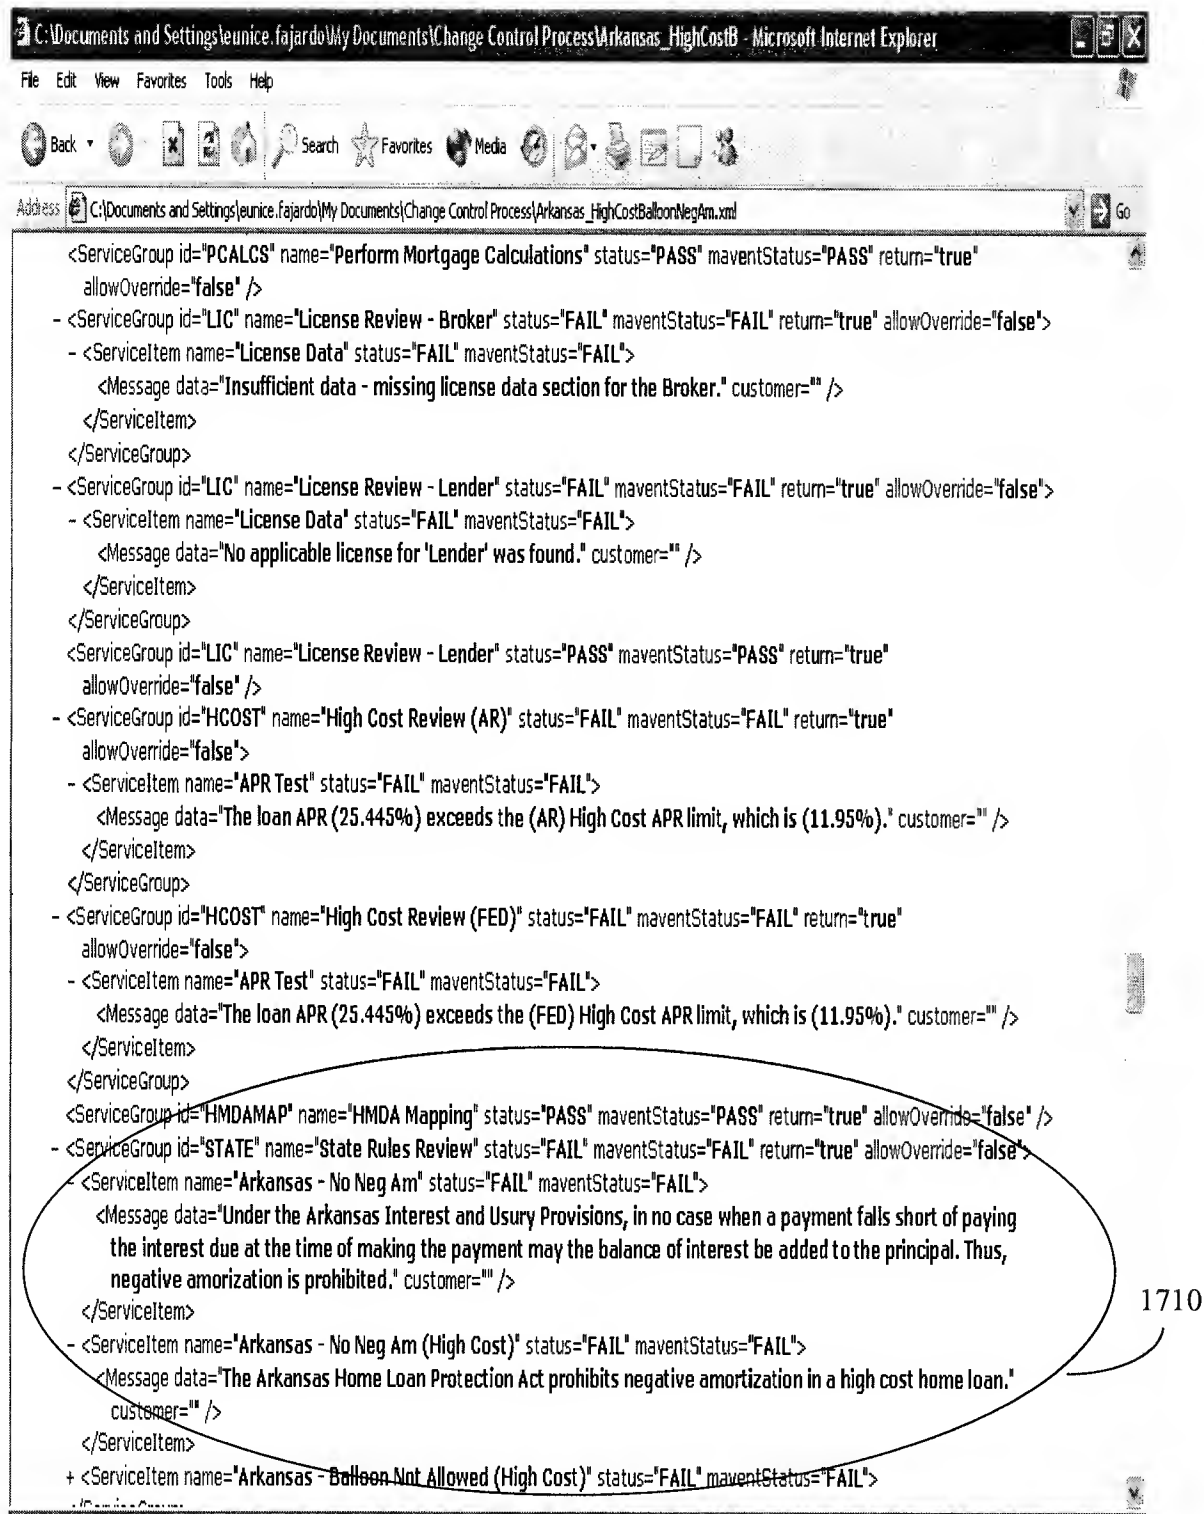 C:\Documents and Settings\eunice.fajardo\My Documents\Change Control Process\Arkansas_HighCostB - Microsoft Internet Explorer
File Edit View Favorites Tools Help
Back Search Favorites Media
Address C:\Documents and Settings\eunice.fajardo\My Documents\Change Control Process\Arkansas_HighCostBalloonNegAm.xml Go
<ServiceGroup id="PCALCS" name="Perform Mortgage Calculations" status="PASS" maventStatus="PASS" return="true"
allowOverride="false" />
- <ServiceGroup id="LIC" name="License Review - Broker" status="FAIL" maventStatus="FAIL" return="true" allowOverride="false">
- <ServiceItem name="License Data" status="FAIL" maventStatus="FAIL">
<Message data="Insufficient data - missing license data section for the Broker." customer="" />
</ServiceItem>
</ServiceGroup>
- <ServiceGroup id="LIC" name="License Review - Lender" status="FAIL" maventStatus="FAIL" return="true" allowOverride="false">
- <ServiceItem name="License Data" status="FAIL" maventStatus="FAIL">
<Message data="No applicable license for 'Lender' was found." customer="" />
</ServiceItem>
</ServiceGroup>
<ServiceGroup id="LIC" name="License Review - Lender" status="PASS" maventStatus="PASS" return="true"
allowOverride="false" />
- <ServiceGroup id="HCOST" name="High Cost Review (AR)" status="FAIL" maventStatus="FAIL" return="true"
allowOverride="false">
- <ServiceItem name="APR Test" status="FAIL" maventStatus="FAIL">
<Message data="The loan APR (25.445%) exceeds the (AR) High Cost APR limit, which is (11.95%)." customer="" />
</ServiceItem>
</ServiceGroup>
- <ServiceGroup id="HCOST" name="High Cost Review (FED)" status="FAIL" maventStatus="FAIL" return="true"
allowOverride="false">
- <ServiceItem name="APR Test" status="FAIL" maventStatus="FAIL">
<Message data="The loan APR (25.445%) exceeds the (FED) High Cost APR limit, which is (11.95%)." customer="" />
</ServiceItem>
</ServiceGroup>
<ServiceGroup id="HMDAMAP" name="HMDA Mapping" status="PASS" maventStatus="PASS" return="true" allowOverride="false" />
- <ServiceGroup id="STATE" name="State Rules Review" status="FAIL" maventStatus="FAIL" return="true" allowOverride="false">
- <ServiceItem name="Arkansas - No Neg Am" status="FAIL" maventStatus="FAIL">
<Message data="Under the Arkansas Interest and Usury Provisions, in no case when a payment falls short of paying
the interest due at the time of making the payment may the balance of interest be added to the principal. Thus,
negative amorization is prohibited." customer="" />
</ServiceItem>
1710
- <ServiceItem name="Arkansas - No Neg Am (High Cost)" status="FAIL" maventStatus="FAIL">
<Message data="The Arkansas Home Loan Protection Act prohibits negative amortization in a high cost home loan."
customer="" />
</ServiceItem>
+ <ServiceItem name="Arkansas - Balloon Not Allowed (High Cost)" status="FAIL" maventStatus="FAIL">